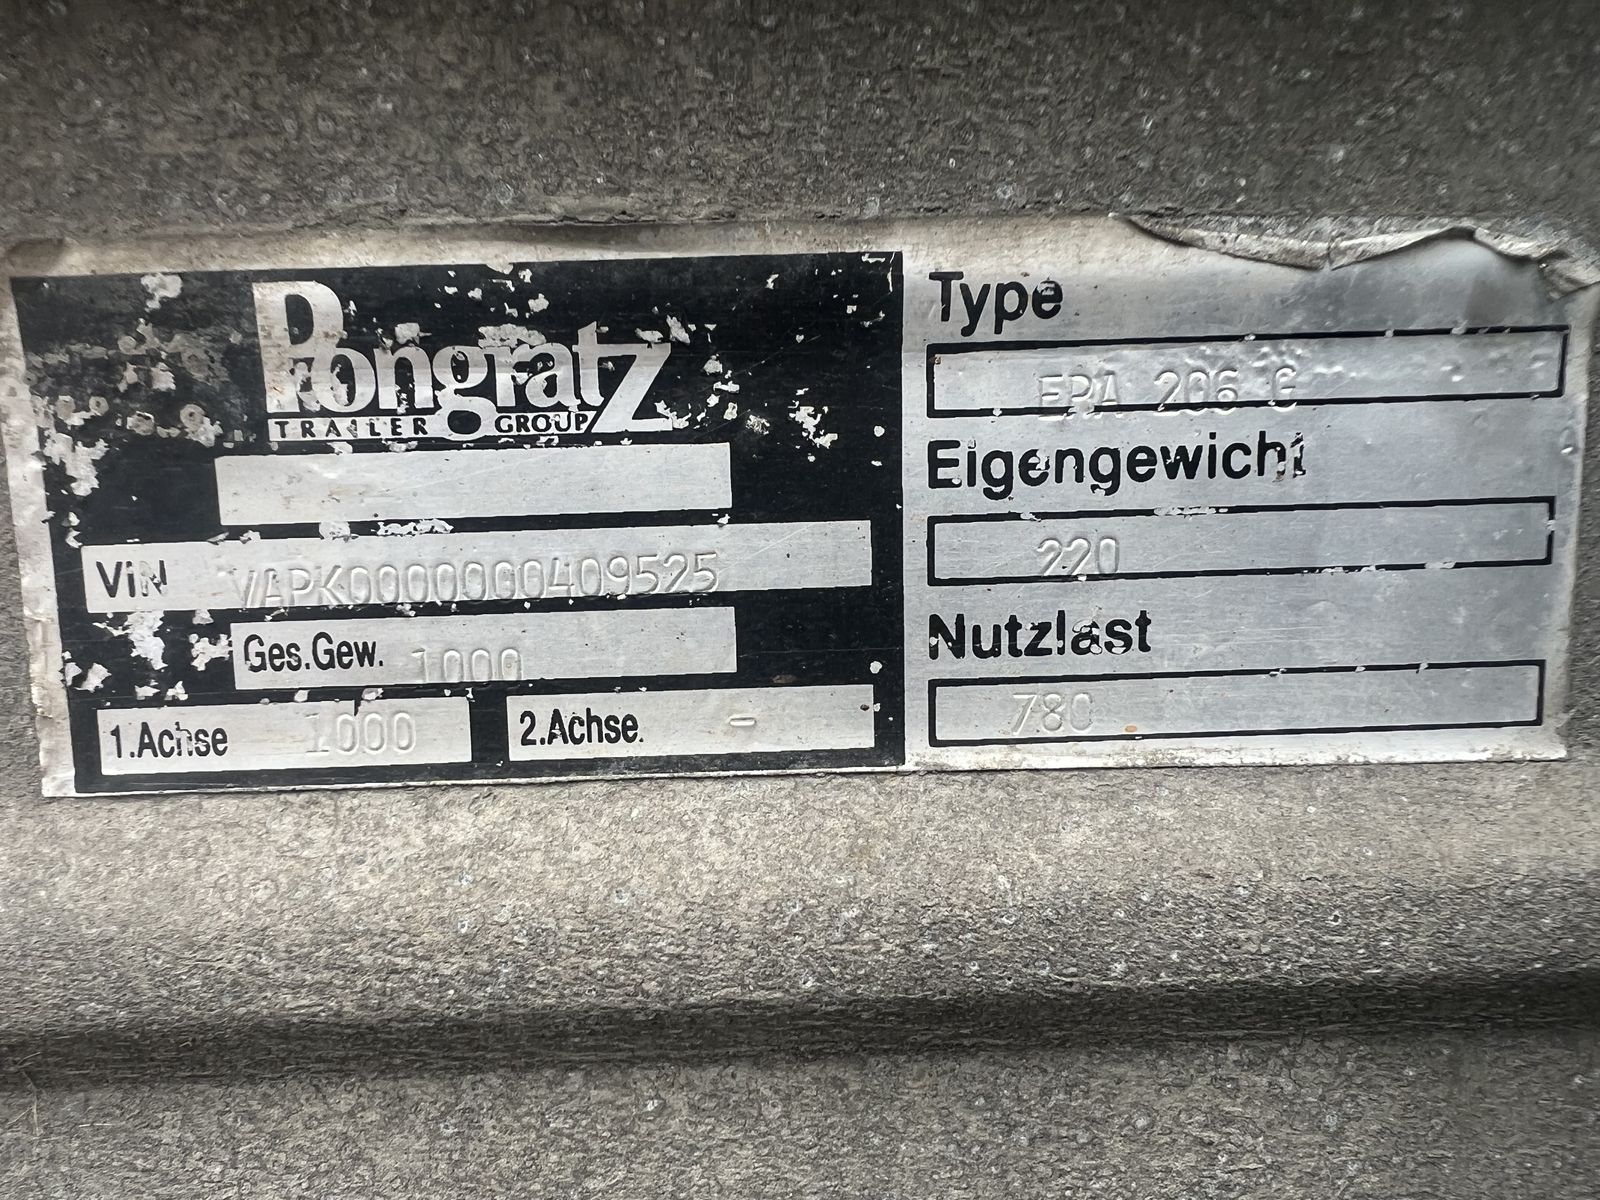 Pongratz
TRAILER GROUP
VIN VAPK0000000409525
Ges.Gew. 1000
1.Achse 1000
2.Achse. -
Type
EPA 206 G
Eigengewicht
220
Nutzlast
780